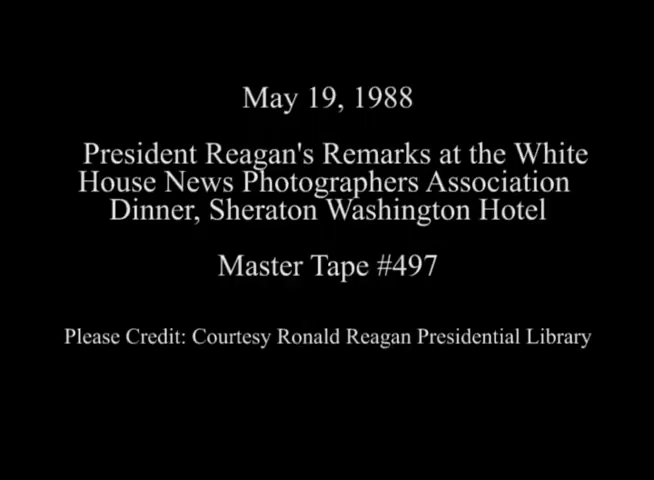 May 19, 1988
President Reagan's Remarks at the White
House News Photographers Association
Dinner, Sheraton Washington Hotel
Master Tape #497
Please Credit: Courtesy Ronald Reagan Presidential Library